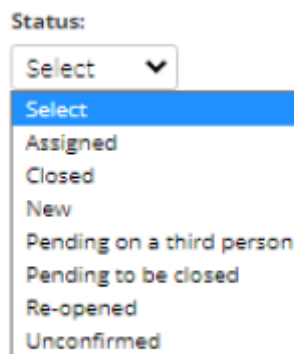 Status:
Select
Select
Assigned
Closed
New
Pending on a third person
Pending to be closed
Re-opened
Unconfirmed